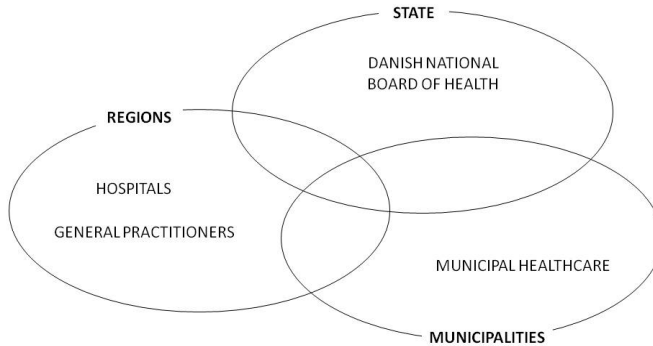 STATE
DANISH NATIONAL
BOARD OF HEALTH
REGIONS
HOSPITALS
GENERAL PRACTITIONERS
MUNICIPAL HEALTHCARE
MUNICIPALITIES